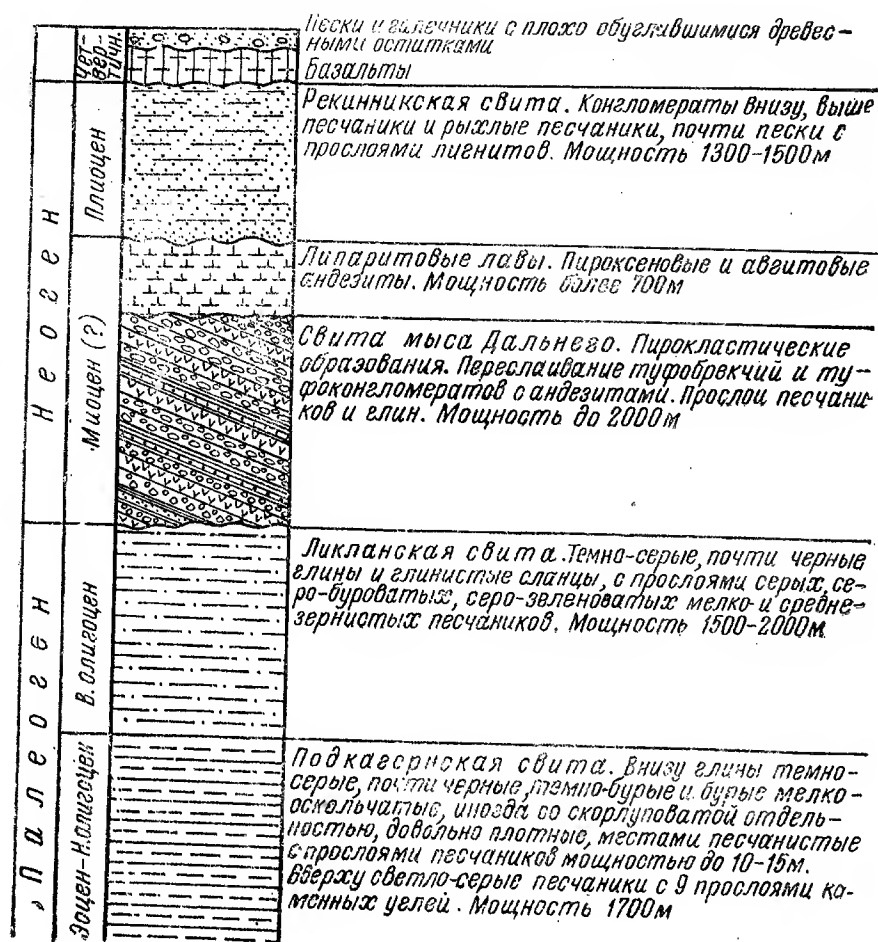 Пески и галечники с плохо обуглившимися древес-
ными остатками
Чет-
вер-
тичн.
Базальты
Неоген
Плиоцен
Рекинникская свита. Конгломераты внизу, выше
песчаники и рыхлые песчаники, почти пески с
прослоями лигнитов. Мощность 1300-1500м
Миоцен (?)
Липаритовые лавы. Пироксеновые и авгитовые
андезиты. Мощность более 700м
Свита мыса Дальнего. Пирокластические
образования. Переслаивание туфобрекчий и ту-
фоконгломератов с андезитами. Прослои песчани-
ков и глин. Мощность до 2000м
Палеоген
В. олигоцен
Ликланская свита. Темно-серые, почти черные
глины и глинистые сланцы, с прослоями серых, се-
ро-буроватых, серо-зеленоватых мелко- и средне-
зернистых песчаников. Мощность 1500-2000м
Эоцен-Н.олигоцен
Подкагернская свита. Внизу глины темно-
серые, почти черные, темно-бурые и бурые мелко-
оскольчатые, иногда со скорлуповатой отдель-
ностью, довольно плотные, местами песчанистые
с прослоями песчаников мощностью до 10-15м.
Вверху светло-серые песчаники с 9 прослоями ка-
менных углей. Мощность 1700м